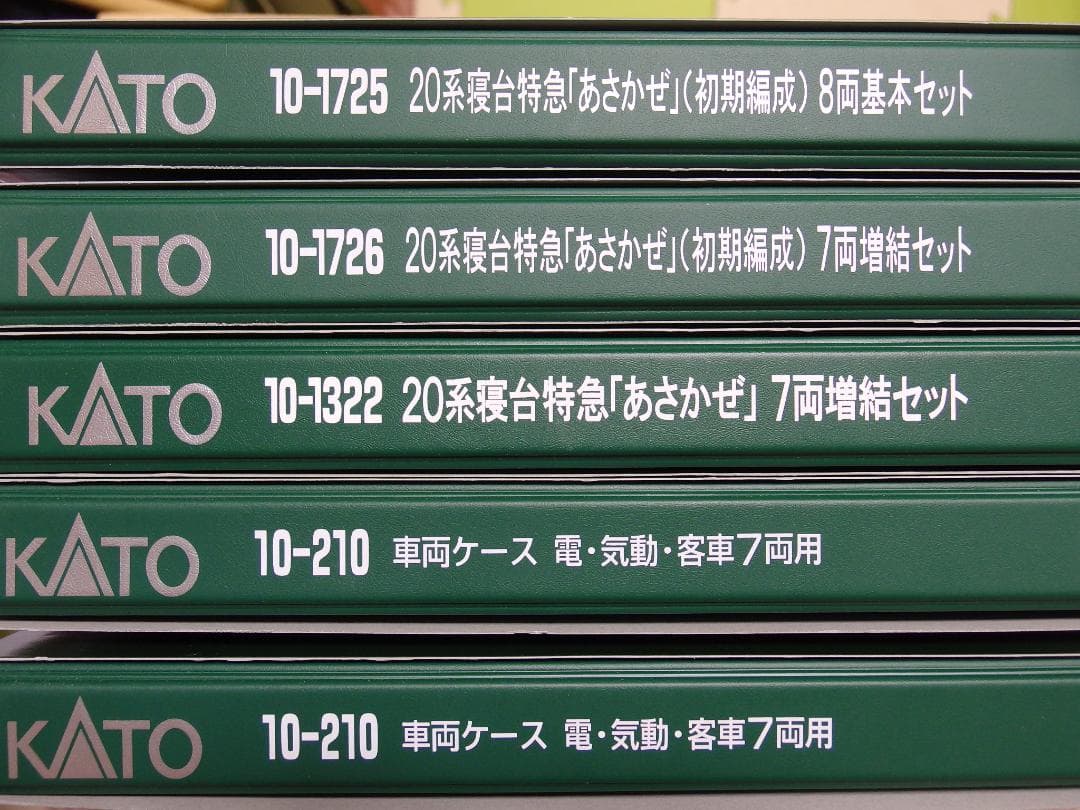 KATO 10-1725 20系寝台特急「あさかぜ」(初期編成) 8両基本セット
KATO 10-1726 20系寝台特急「あさかぜ」(初期編成) 7両増結セット
KATO 10-1322 20系寝台特急「あさかぜ」 7両増結セット
KATO 10-210 車両ケース 電・気動・客車7両用
KATO 10-210 車両ケース 電・気動・客車7両用